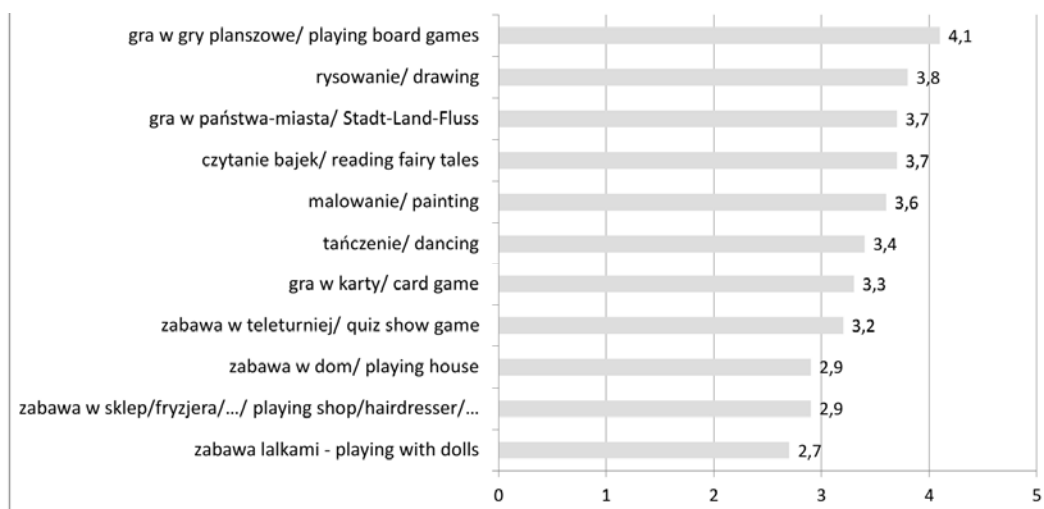 gra w gry planszowe/ playing board games 4,1
rysowanie/ drawing 3,8
gra w państwa-miasta/ Stadt-Land-Fluss 3,7
czytanie bajek/ reading fairy tales 3,7
malowanie/ painting 3,6
tańczenie/ dancing 3,4
gra w karty/ card game 3,3
zabawa w teleturniej/ quiz show game 3,2
zabawa w dom/ playing house 2,9
zabawa w sklep/fryzjera/.../ playing shop/hairdresser/... 2,9
zabawa lalkami - playing with dolls 2,7
0 1 2 3 4 5